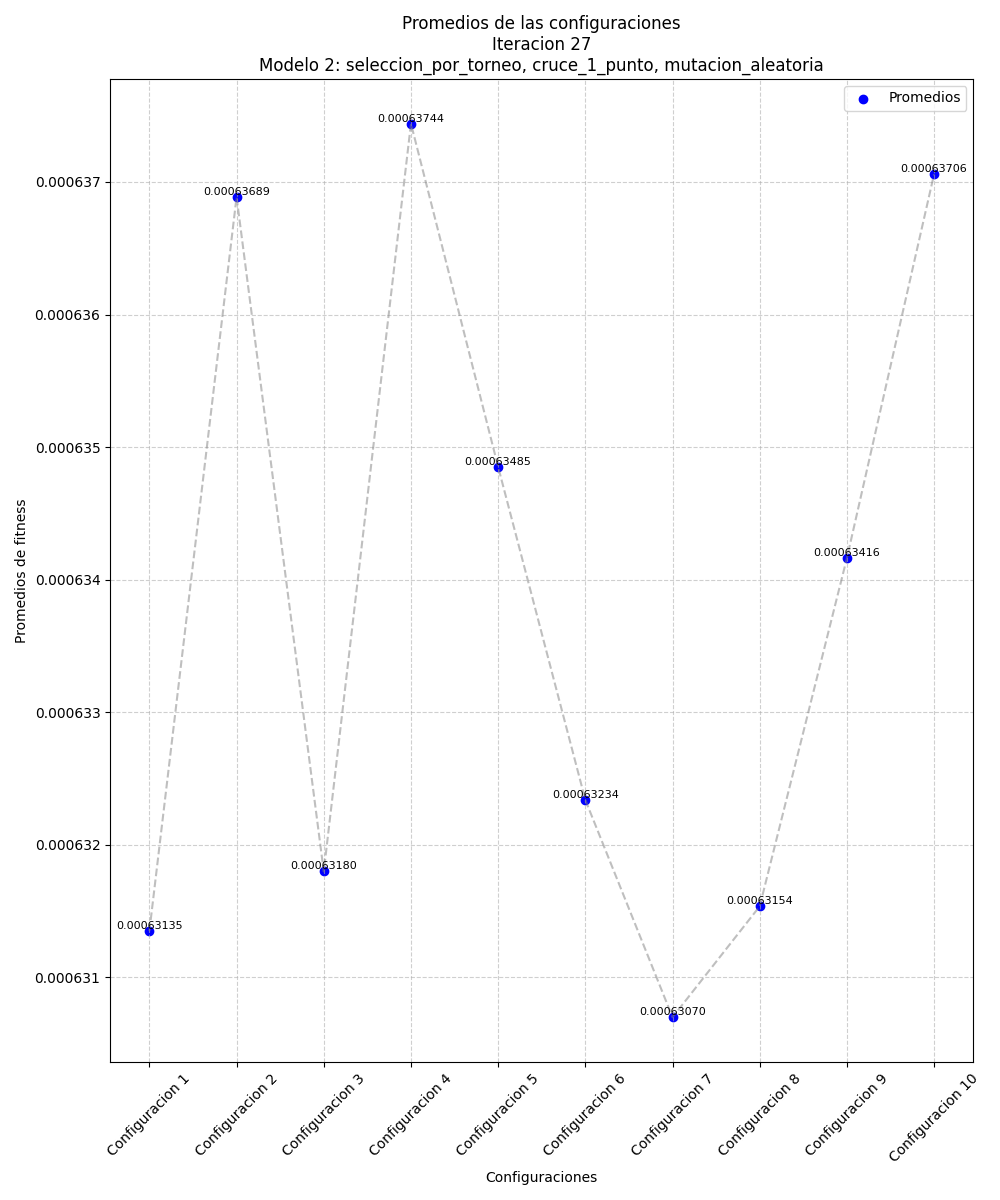 Promedios de las configuraciones
Iteracion 27
Modelo 2: seleccion_por_torneo, cruce_1_punto, mutacion_aleatoria
Promedios
0.00063744
0.00063706
0.00063689
0.00063485
0.00063416
0.00063234
0.00063180
0.00063154
0.00063135
0.00063070
0.000637
0.000636
0.000635
0.000634
0.000633
0.000632
0.000631
Promedios de fitness
Configuracion 1
Configuracion 2
Configuracion 3
Configuracion 4
Configuracion 5
Configuracion 6
Configuracion 7
Configuracion 8
Configuracion 9
Configuracion 10
Configuraciones